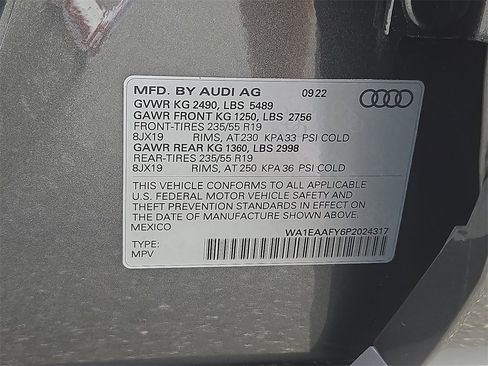 MFD. BY AUDI AG 09 22
GVWR KG 2490, LBS 5489
GAWR FRONT KG 1250, LBS 2756
FRONT-TIRES 235/55 R19
8JX19 RIMS, AT 230 KPA 33 PSI COLD
GAWR REAR KG 1360, LBS 2998
REAR-TIRES 235/55 R19
8JX19 RIMS, AT 250 KPA 36 PSI COLD
THIS VEHICLE CONFORMS TO ALL APPLICABLE
U.S. FEDERAL MOTOR VEHICLE SAFETY AND
THEFT PREVENTION STANDARDS IN EFFECT ON
THE DATE OF MANUFACTURE SHOWN ABOVE.
MEXICO WA1EAAFY6P2024317
TYPE:
MPV